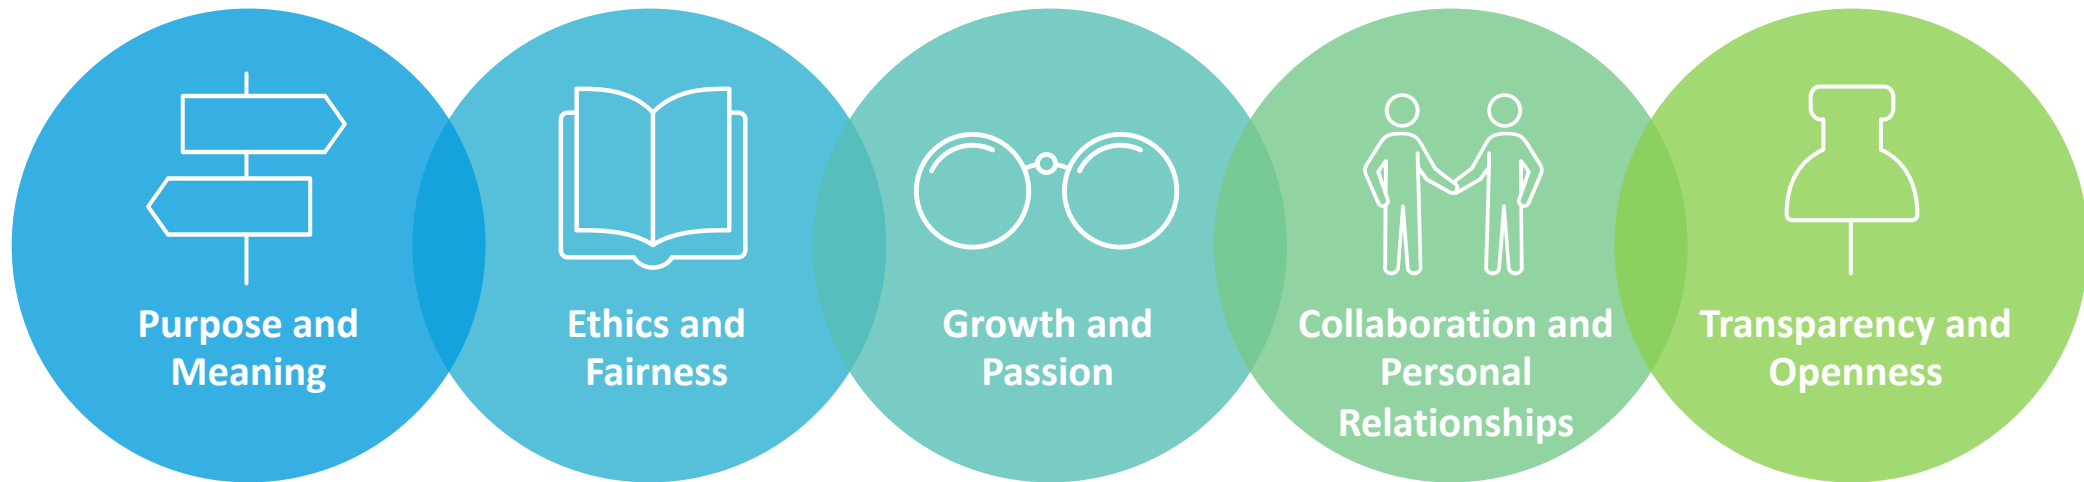 Purpose and
Meaning
Ethics and
Fairness
Growth and
Passion
Collaboration and
Personal
Relationships
Transparency and
Openness